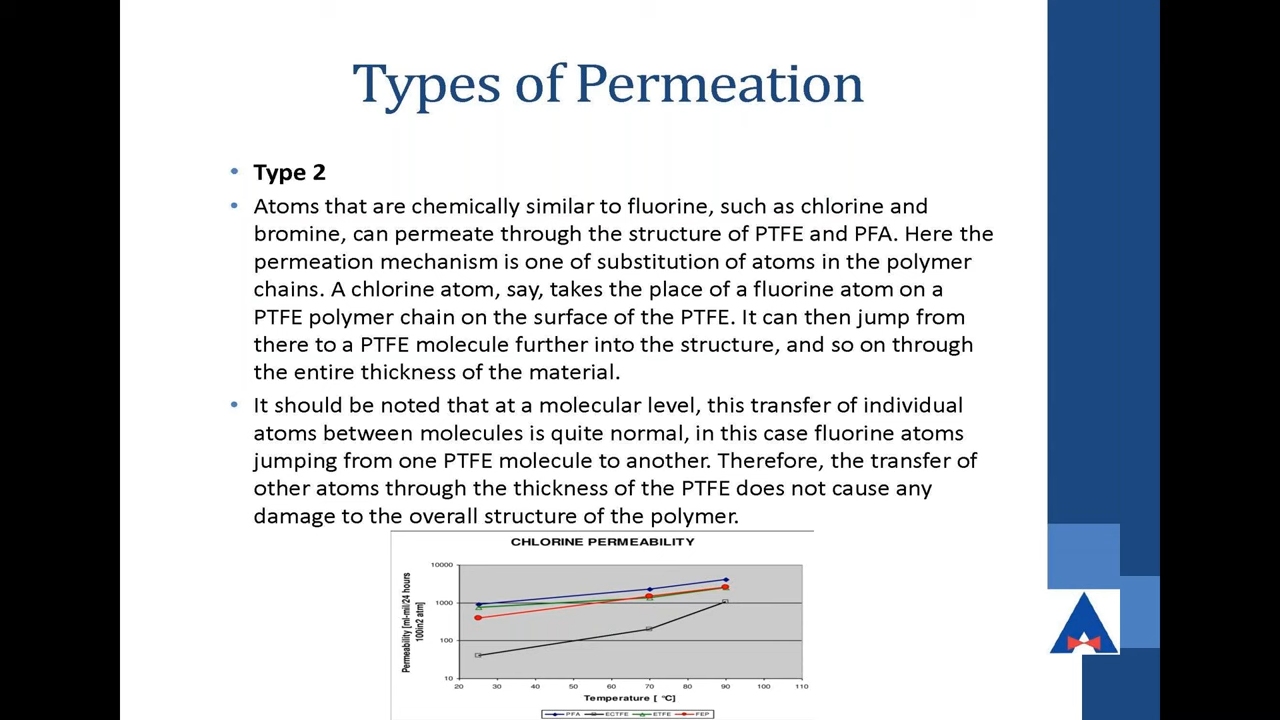 Types of Permeation
Type 2
Atoms that are chemically similar to fluorine, such as chlorine and
bromine, can permeate through the structure of PTFE and PFA. Here the
permeation mechanism is one of substitution of atoms in the polymer
chains. A chlorine atom, say, takes the place of a fluorine atom on a
PTFE polymer chain on the surface of the PTFE. It can then jump from
there to a PTFE molecule further into the structure, and so on through
the entire thickness of the material.
It should be noted that at a molecular level, this transfer of individual
atoms between molecules is quite normal, in this case fluorine atoms
jumping from one PTFE molecule to another. Therefore, the transfer of
other atoms through the thickness of the PTFE does not cause any
damage to the overall structure of the polymer.
CHLORINE PERMEABILITY
Permeability [ml-mil/24 hours
100in2 atm]
10000
1000
100
10
20 30 40 50 60 70 80 90 100 110
Temperature [ °C]
PFA ECTFE ETFE FEP